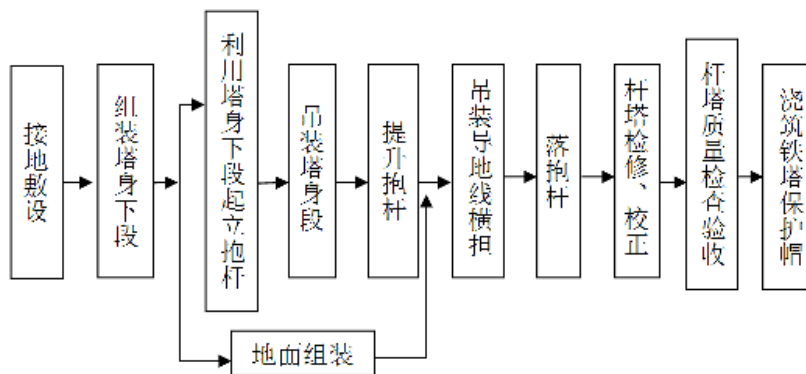 接地敷设
组装塔身下段
利用塔身下段起立抱杆
吊装塔身段
提升抱杆
吊装导地线横担
落抱杆
杆塔检修、校正
杆塔质量检查验收
浇筑铁塔保护帽
地面组装